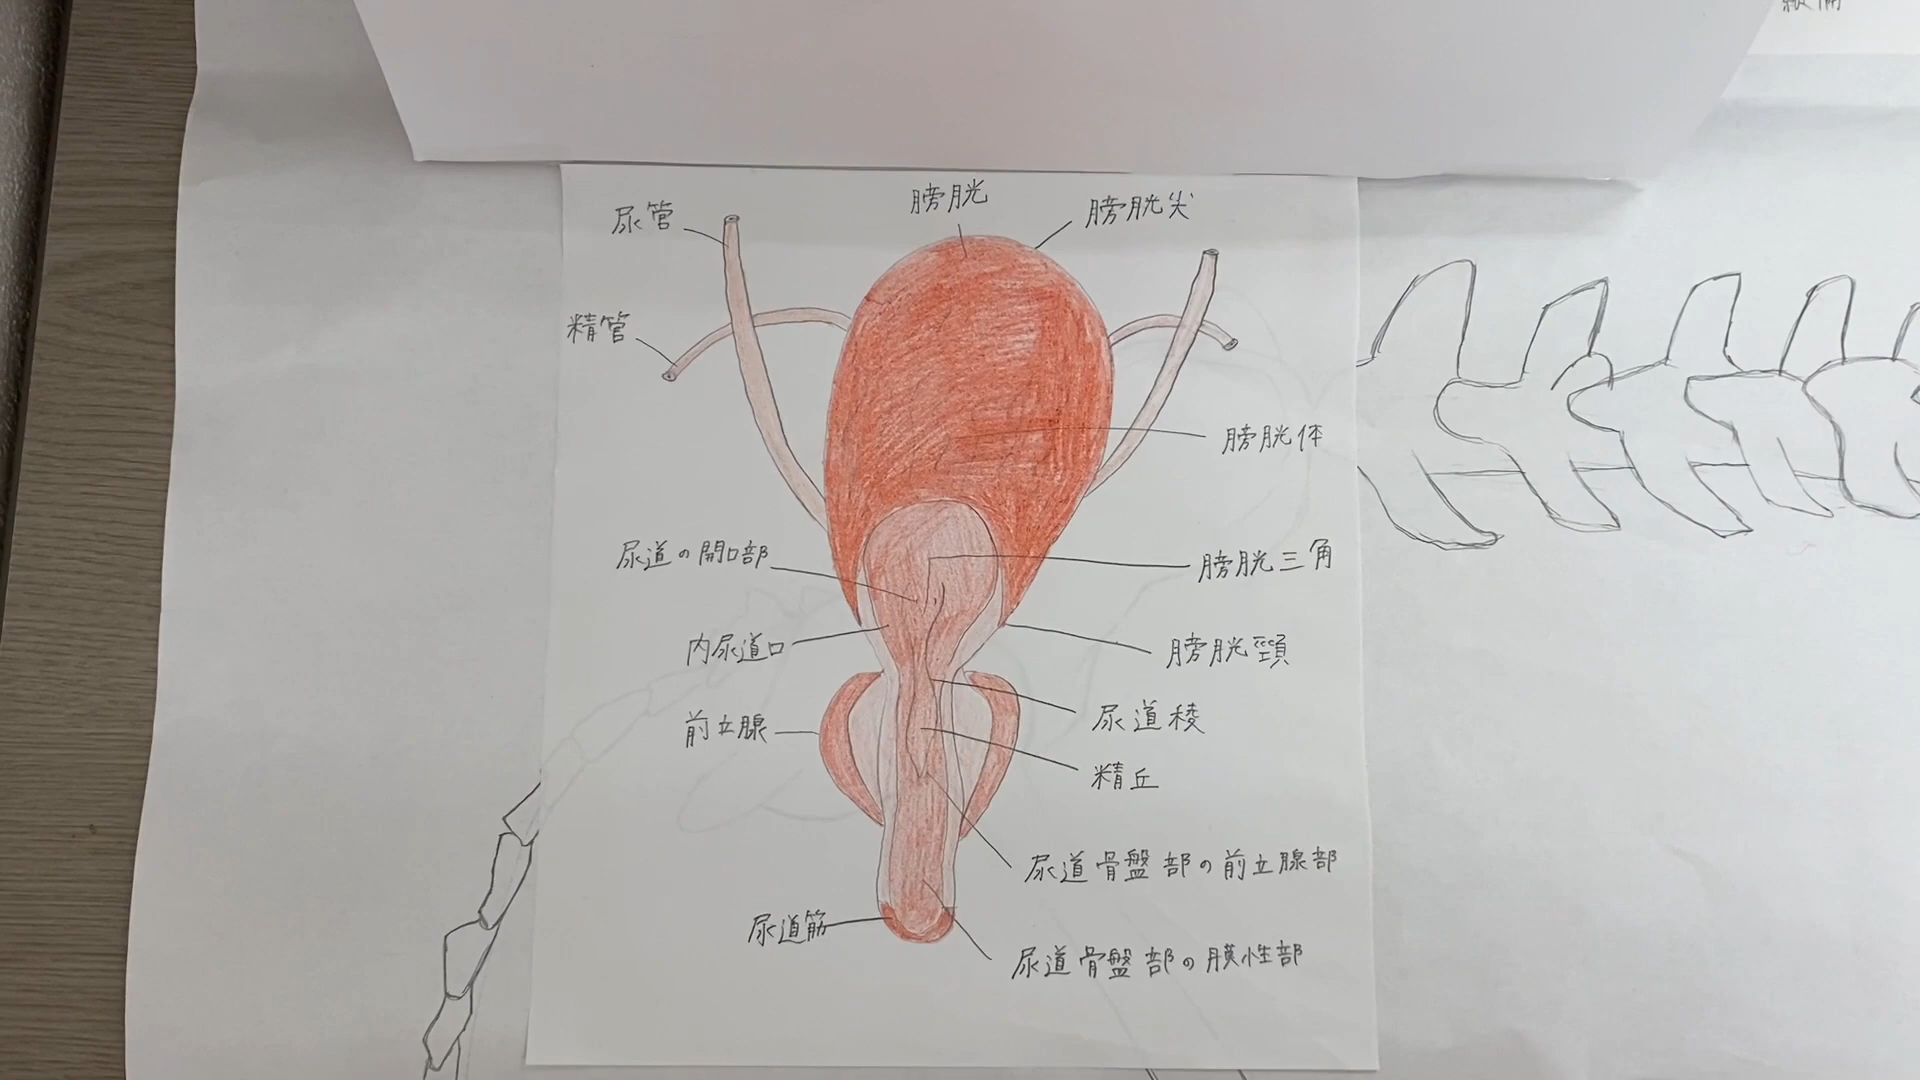 膀胱
膀胱尖
尿管
精管
膀胱体
尿道の開口部
膀胱三角
内尿道口
膀胱頸
前立腺
尿道稜
精丘
尿道骨盤部の前立腺部
尿道筋
尿道骨盤部の膜性部